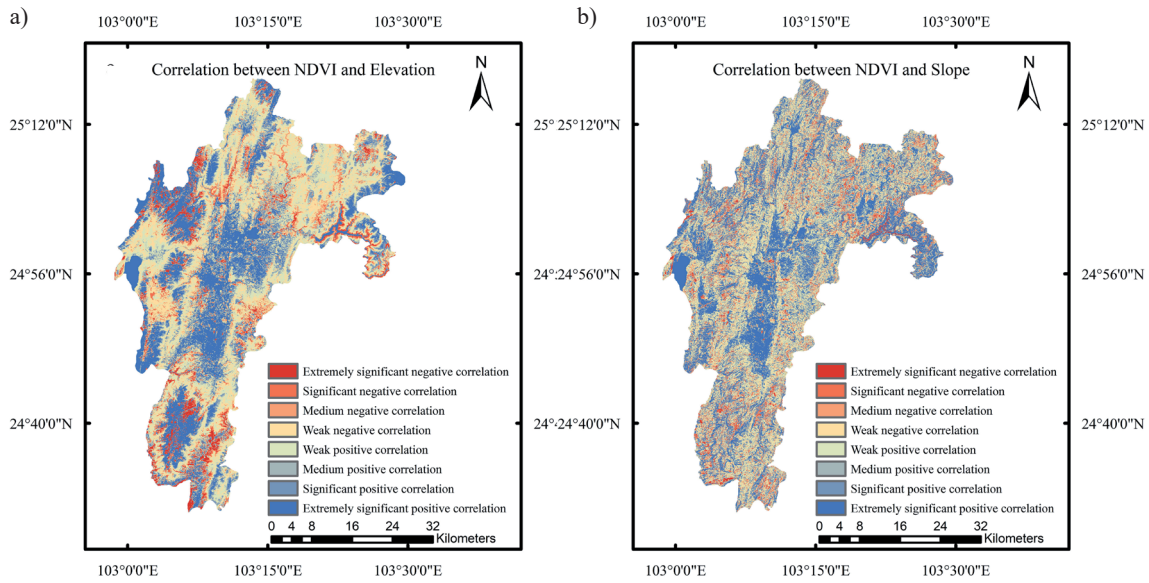 a)
103°0'0"E 103°15'0"E 103°30'0"E
Correlation between NDVI and Elevation
N
25°12'0"N
24°56'0"N
24°40'0"N
Extremely significant negative correlation
Significant negative correlation
Medium negative correlation
Weak negative correlation
Weak positive correlation
Medium positive correlation
Significant positive correlation
Extremely significant positive correlation
0 4 8 16 24 32
Kilometers
103°0'0"E 103°15'0"E 103°30'0"E
b)
103°0'0"E 103°15'0"E 103°30'0"E
Correlation between NDVI and Slope
N
25° 25°12'0"N 25°12'0"N
24°:24°56'0"N 24°56'0"N
24°:24°40'0"N 24°40'0"N
Extremely significant negative correlation
Significant negative correlation
Medium negative correlation
Weak negative correlation
Weak positive correlation
Medium positive correlation
Significant positive correlation
Extremely significant positive correlation
0 4 8 16 24 32
Kilometers
103°0'0"E 103°15'0"E 103°30'0"E